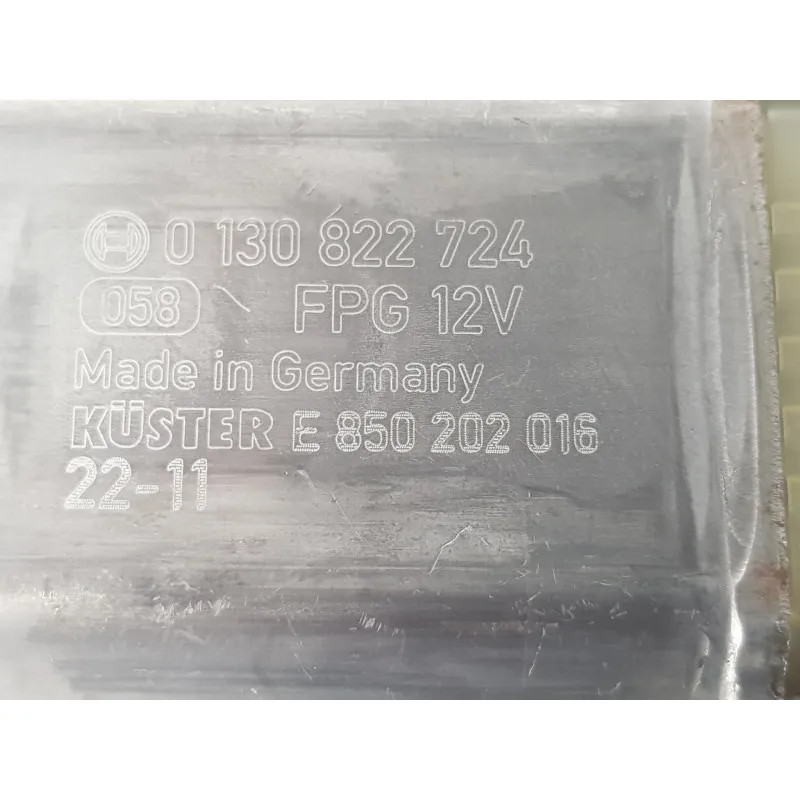 0 130 822 724
058 FPG 12V
Made in Germany
KÜSTER E 850 202 016
22-11